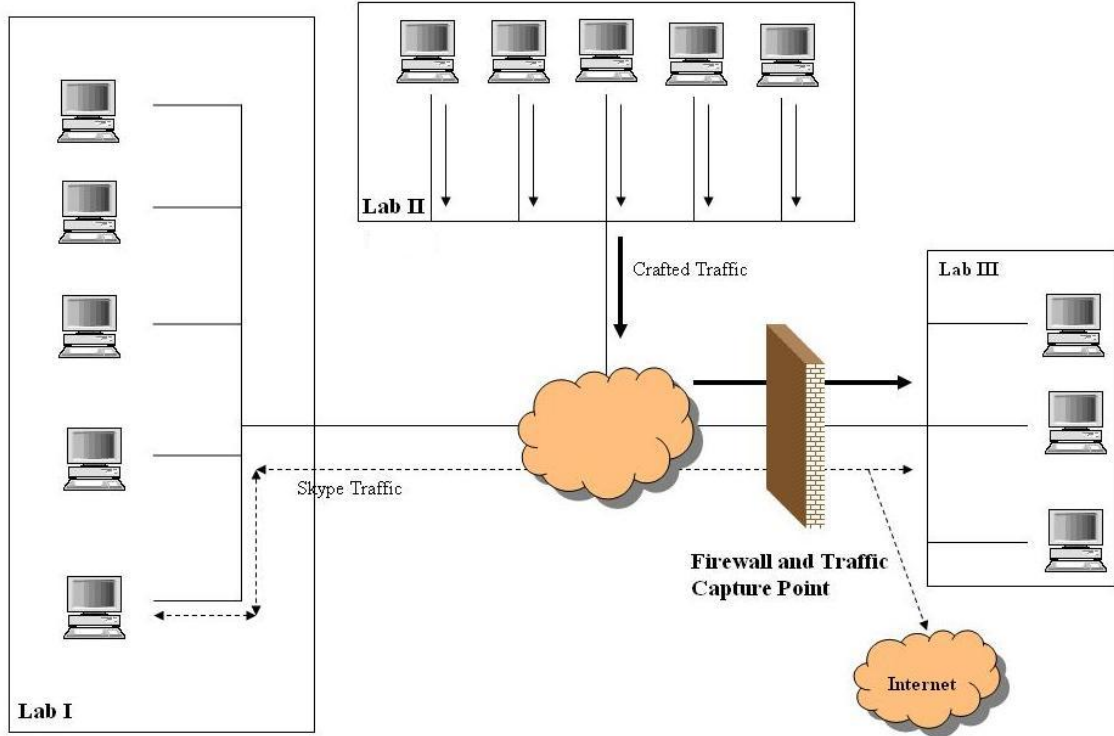 Lab II
Crafted Traffic
Lab III
Skype Traffic
Firewall and Traffic
Capture Point
Internet
Lab I